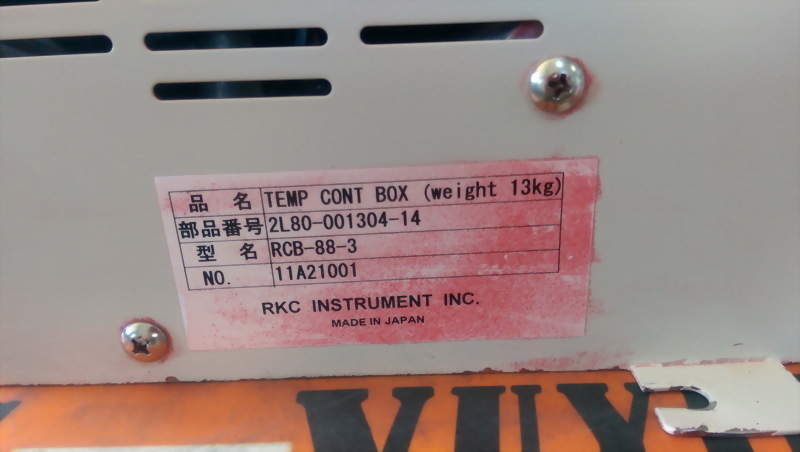 品 名 TEMP CONT BOX (weight 13kg)
部品番号 2L80-001304-14
型 名 RCB-88-3
NO. 11A21001
RKC INSTRUMENT INC.
MADE IN JAPAN